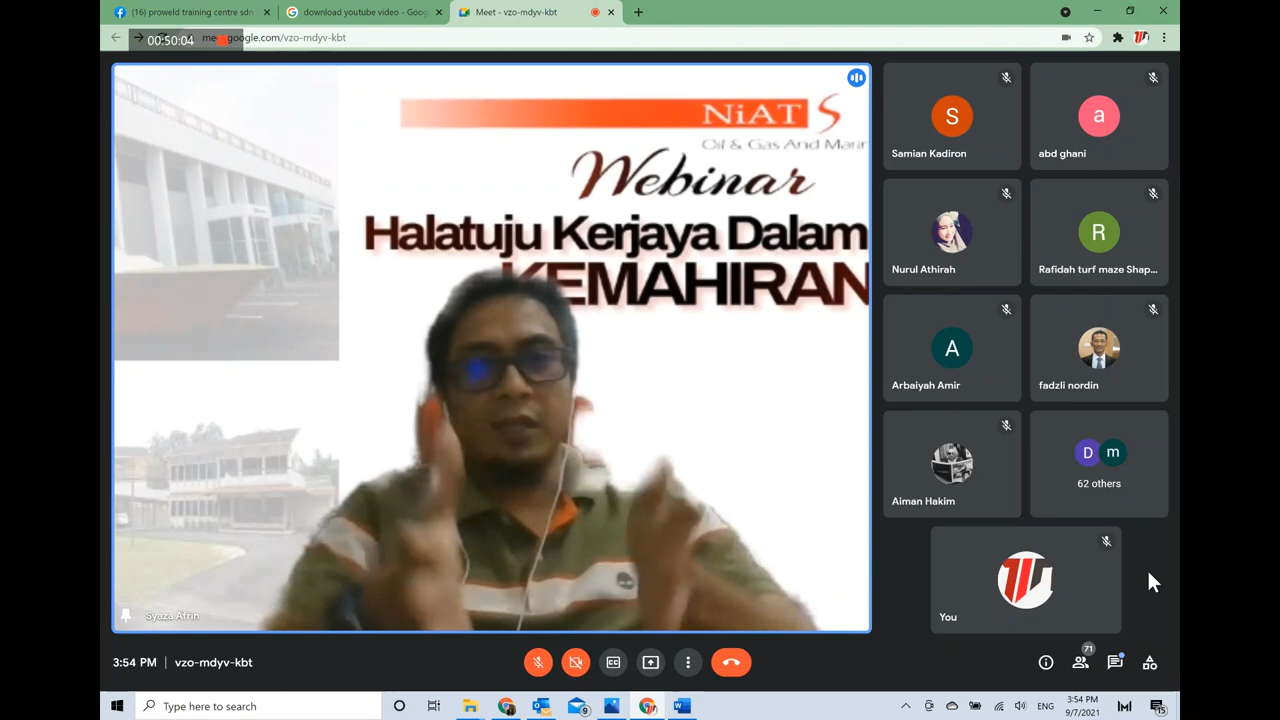 (16) proweld training centre sdn
download youtube video - Goog
Meet - vzo-mdyv-kbt
00:50:04
google.com/vzo-mdyv-kbt
NiAT
Oil & Gas And Marin
Webinar
Halatuju Kerjaya Dalam
KEMAHIRAN
Syaza Afrin
S
Samian Kadiron
a
abd ghani
Nurul Athirah
R
Rafidah turf maze Shap...
A
Arbaiyah Amir
fadzli nordin
Aiman Hakim
D m
62 others
You
3:54 PM | vzo-mdyv-kbt
71
Type here to search
9
ENG
3:54 PM
9/7/2021
15